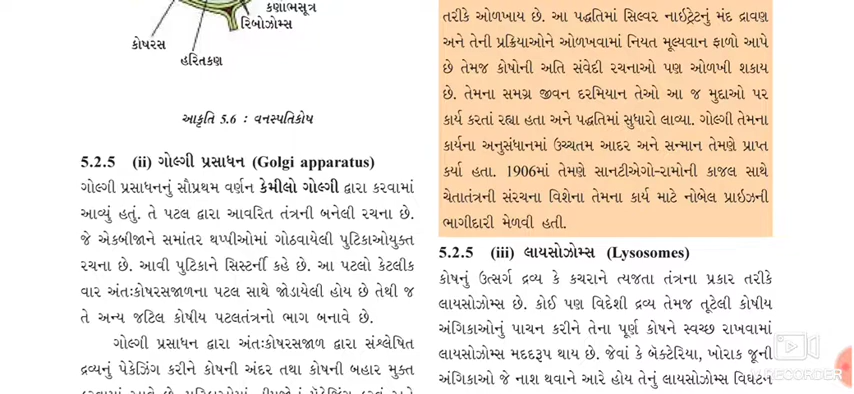 કણાભસૂત્ર
રિબોઝોમ્સ
કોષરસ
હરિતકણ
આકૃતિ 5.6 : વનસ્પતિકોષ
5.2.5 (ii) ગોલ્ગી પ્રસાધન (Golgi apparatus)
ગોલ્ગી પ્રસાધનનું સૌપ્રથમ વર્ણન કેમીલો ગોલ્ગી દ્વારા કરવામાં
આવ્યું હતું. તે પટલ દ્વારા આવરિત તંત્રની બનેલી રચના છે.
જે એકબીજાને સમાંતર થપ્પીઓમાં ગોઠવાયેલી પુટિકાઓયુક્ત
રચના છે. આવી પુટિકાને સિસ્ટર્ની કહે છે. આ પટલો કેટલીક
વાર અંતઃકોષરસજાળના પટલ સાથે જોડાયેલી હોય છે તેથી જ
તે અન્ય જટિલ કોષીય પટલતંત્રનો ભાગ બનાવે છે.
ગોલ્ગી પ્રસાધન દ્વારા અંતઃકોષરસજાળ દ્વારા સંશ્લેષિત
દ્રવ્યનું પેકેજિંગ કરીને કોષની અંદર તથા કોષની બહાર મુક્ત
તરીકે ઓળખાય છે. આ પદ્ધતિમાં સિલ્વર નાઇટ્રેટનું મંદ દ્રાવણ
અને તેની પ્રક્રિયાઓને ઓળખવામાં નિયત મૂલ્યવાન ફાળો આપે
છે તેમજ કોષોની અતિ સંવેદી રચનાઓ પણ ઓળખી શકાય
છે. તેમના સમગ્ર જીવન દરમિયાન તેઓ આ જ મુદ્દાઓ પર
કાર્ય કરતાં રહ્યા હતા અને પદ્ધતિમાં સુધારો લાવ્યા. ગોલ્ગી તેમના
કાર્યના અનુસંધાનમાં ઉચ્ચતમ આદર અને સન્માન તેમણે પ્રાપ્ત
કર્યા હતા. 1906માં તેમણે સાનટીએગો-રામોની કાજલ સાથે
ચેતાતંત્રની સંરચના વિશેના તેમના કાર્ય માટે નોબેલ પ્રાઇઝની
ભાગીદારી મેળવી હતી.
5.2.5 (iii) લાયસોઝોમ્સ (Lysosomes)
કોષનું ઉત્સર્ગ દ્રવ્ય કે કચરાને ત્યજતા તંત્રના પ્રકાર તરીકે
લાયસોઝોમ્સ છે. કોઈ પણ વિદેશી દ્રવ્ય તેમજ તૂટેલી કોષીય
અંગિકાઓનું પાચન કરીને તેના પૂર્ણ કોષને સ્વચ્છ રાખવામાં
લાયસોઝોમ્સ મદદરૂપ થાય છે. જેવાં કે બૅક્ટેરિયા, ખોરાક જૂની
અંગિકાઓ જે નાશ થવાને આરે હોય તેનું લાયસોઝોમ્સ વિઘટન